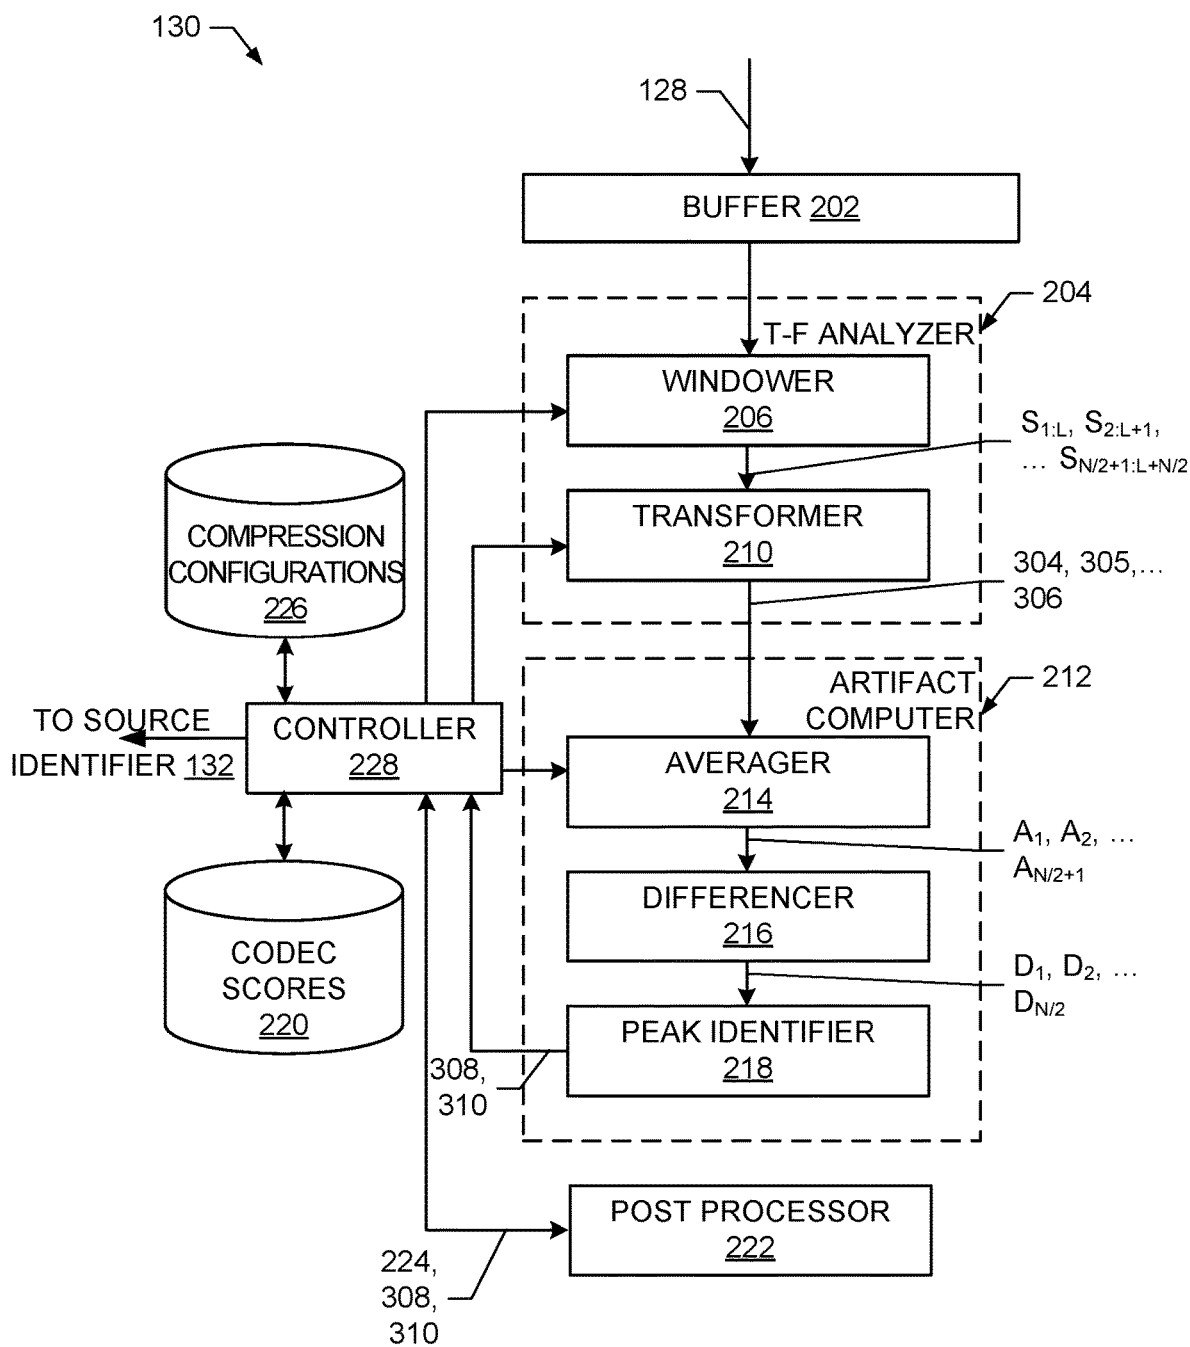 130
128
BUFFER 202
204
T-F ANALYZER
WINDOWER
206
S1:L, S2:L+1,
... SN/2+1:L+N/2
TRANSFORMER
210
304, 305,...
306
COMPRESSION
CONFIGURATIONS
226
ARTIFACT
COMPUTER
212
TO SOURCE
IDENTIFIER 132
CONTROLLER
228
AVERAGER
214
A1, A2, ...
AN/2+1
DIFFERENCER
216
D1, D2, ...
DN/2
CODEC
SCORES
220
PEAK IDENTIFIER
218
308,
310
POST PROCESSOR
222
224,
308,
310